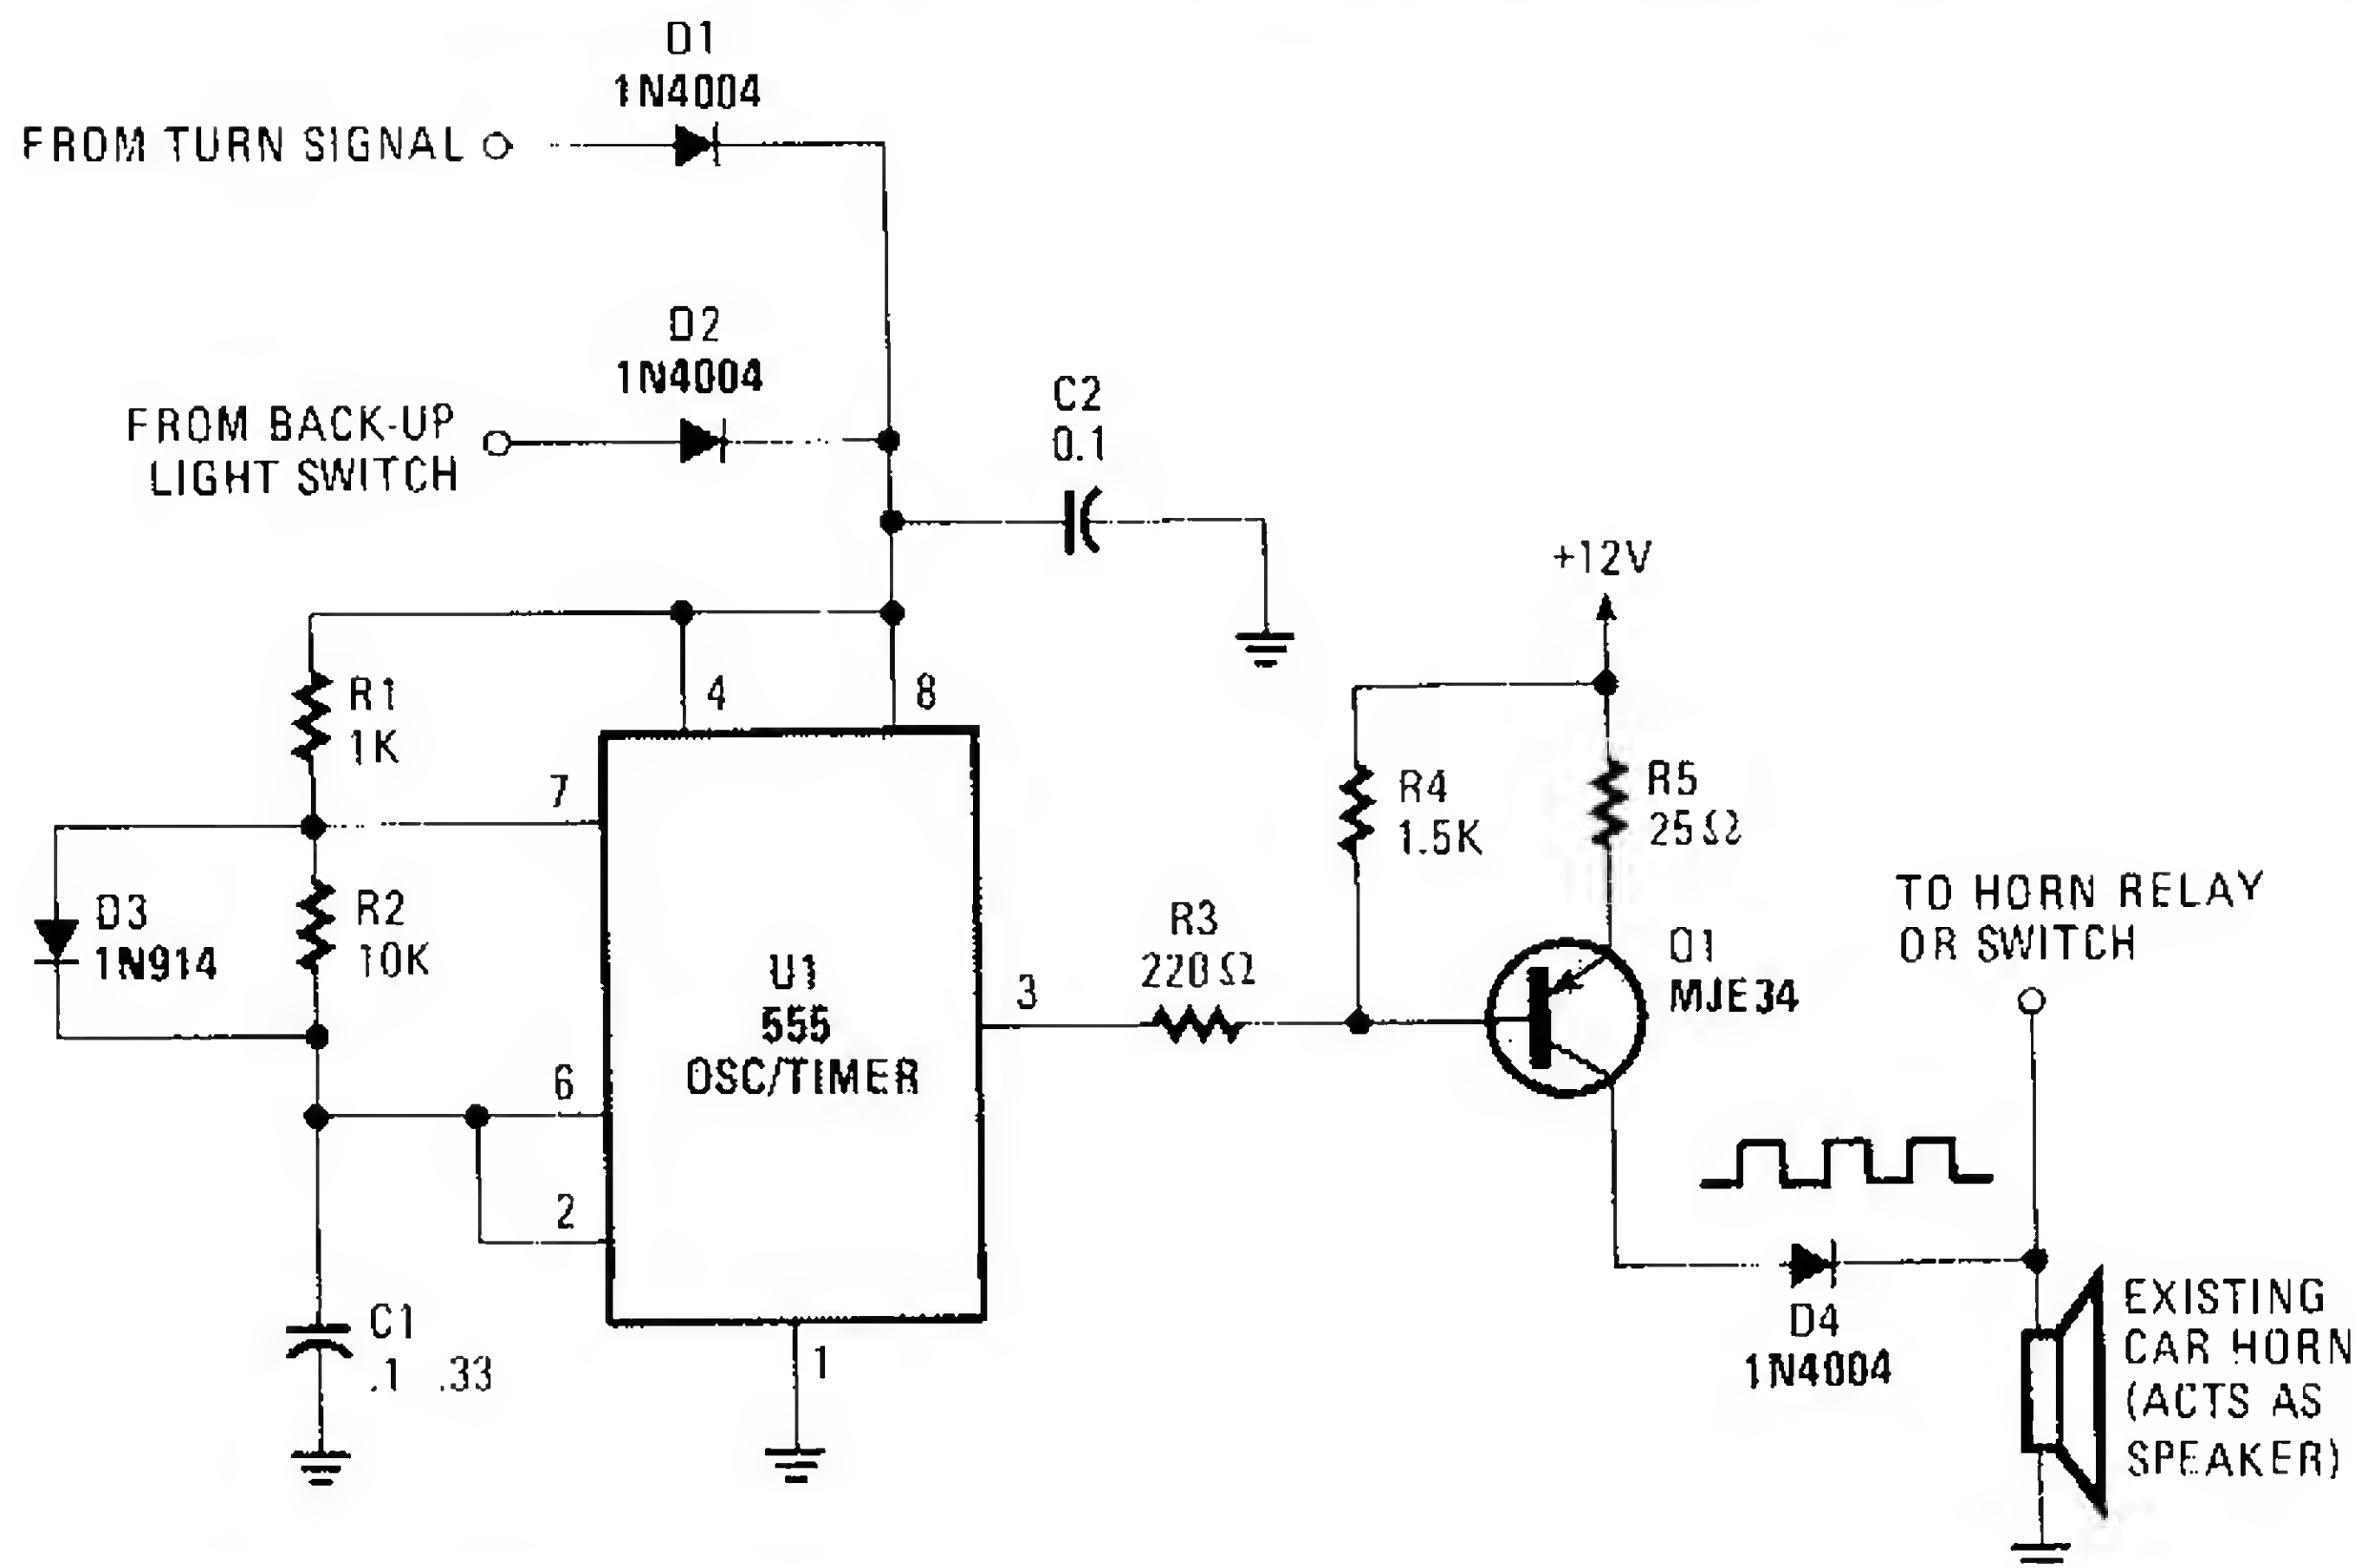 D1
1N4004
FROM TURN SIGNAL
D2
1N4004
FROM BACK-UP
LIGHT SWITCH
C2
0.1
+12V
4
8
R1
1K
7
R4
1.5K
R5
25Ω
D3
1N914
R2
10K
U1
555
OSC/TIMER
3
R3
220Ω
Q1
MJE34
TO HORN RELAY
OR SWITCH
6
2
C1
.1 .33
1
D4
1N4004
EXISTING
CAR HORN
(ACTS AS
SPEAKER)